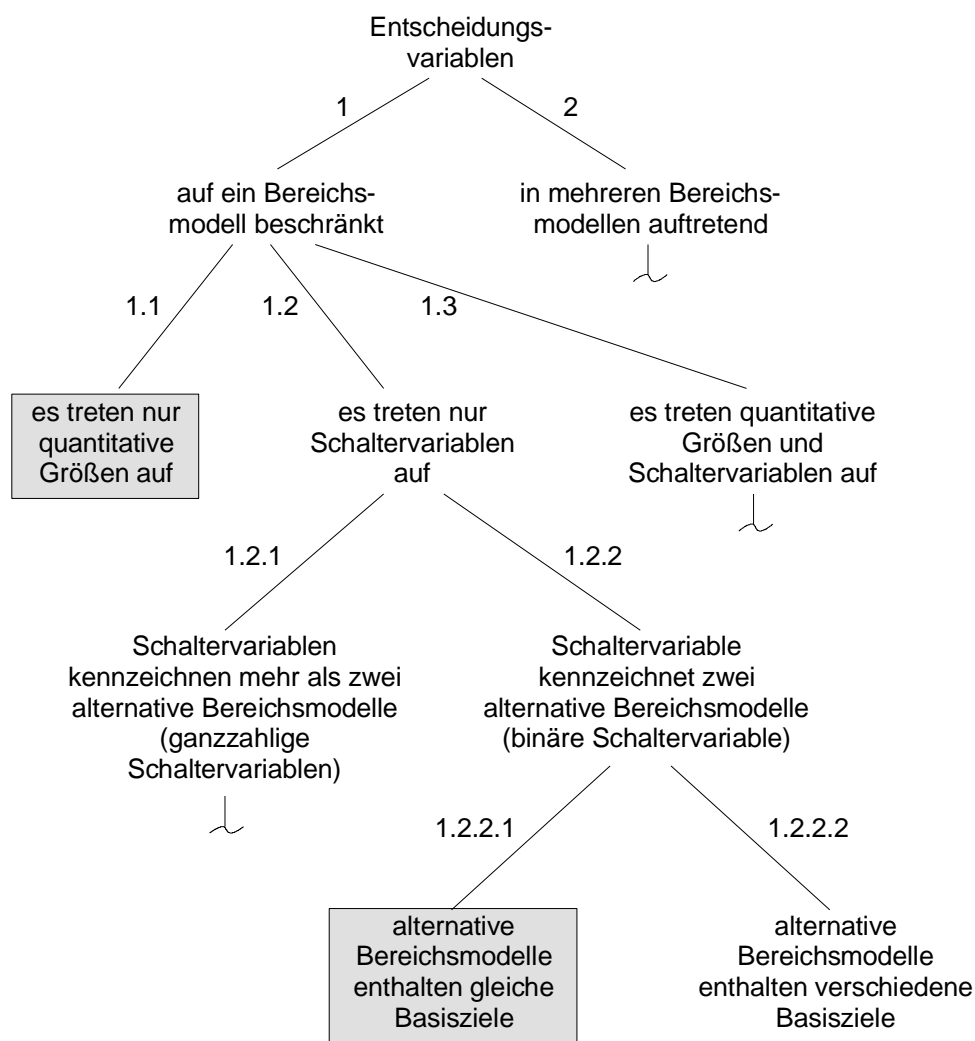 Entscheidungs-
variablen
1
2
auf ein Bereichs-
modell beschränkt
in mehreren Bereichs-
modellen auftretend
1.1
1.2
1.3
es treten nur
quantitative
Größen auf
es treten nur
Schaltervariablen
auf
es treten quantitative
Größen und
Schaltervariablen auf
1.2.1
1.2.2
Schaltervariablen
kennzeichnen mehr als zwei
alternative Bereichsmodelle
(ganzzahlige
Schaltervariablen)
Schaltervariable
kennzeichnet zwei
alternative Bereichsmodelle
(binäre Schaltervariable)
1.2.2.1
1.2.2.2
alternative
Bereichsmodelle
enthalten gleiche
Basisziele
alternative
Bereichsmodelle
enthalten verschiedene
Basisziele